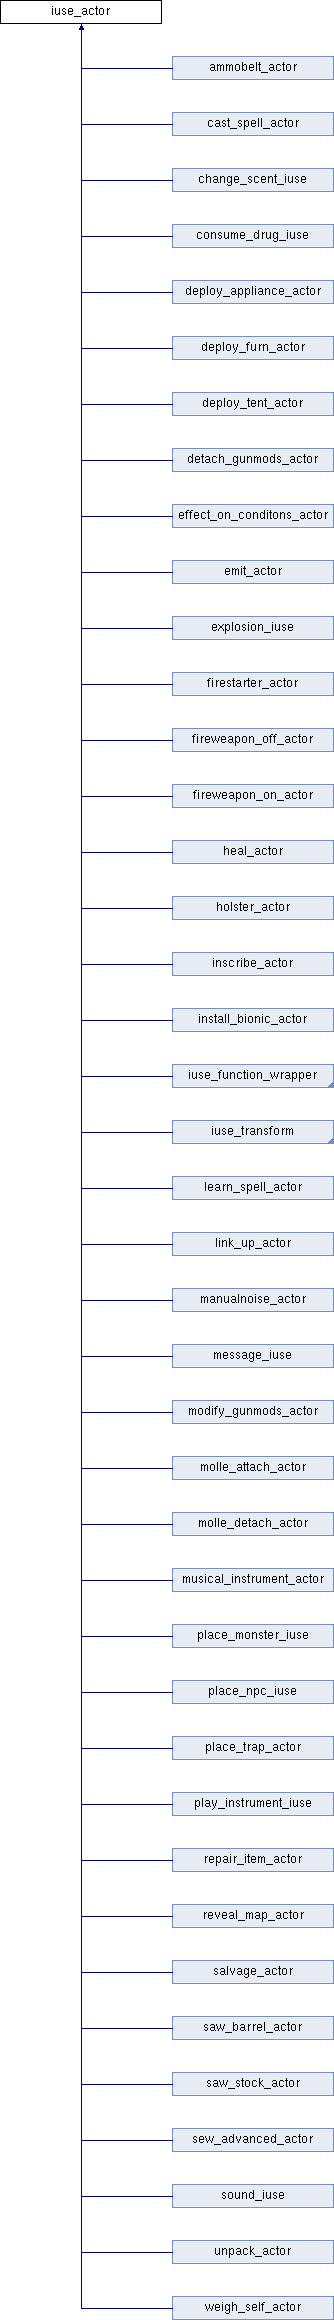 iuse_actor
ammobelt_actor
cast_spell_actor
change_scent_iuse
consume_drug_iuse
deploy_appliance_actor
deploy_furn_actor
deploy_tent_actor
detach_gunmods_actor
effect_on_conditons_actor
emit_actor
explosion_iuse
firestarter_actor
fireweapon_off_actor
fireweapon_on_actor
heal_actor
holster_actor
inscribe_actor
install_bionic_actor
iuse_function_wrapper
iuse_transform
learn_spell_actor
link_up_actor
manualnoise_actor
message_iuse
modify_gunmods_actor
molle_attach_actor
molle_detach_actor
musical_instrument_actor
place_monster_iuse
place_npc_iuse
place_trap_actor
play_instrument_iuse
repair_item_actor
reveal_map_actor
salvage_actor
saw_barrel_actor
saw_stock_actor
sew_advanced_actor
sound_iuse
unpack_actor
weigh_self_actor